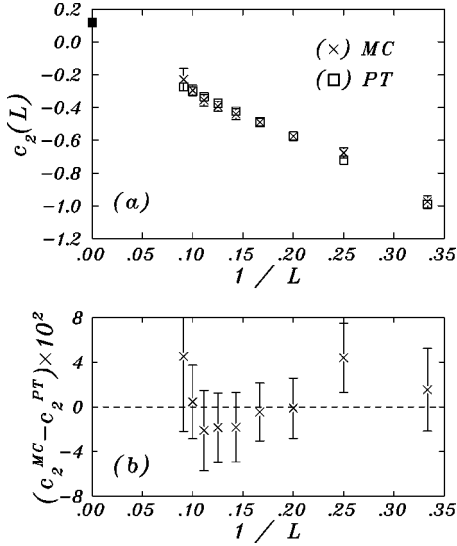 0.2
0.0
−0.2
−0.4
−0.6
−0.8
−1.0
−1.2
c₂(L)
(×) MC
(□) PT
(a)
.00 .05 .10 .15 .20 .25 .30 .35
1 / L
8
4
0
−4
−8
(c₂ᴹᶜ−c₂ᴾᵀ)×10²
(b)
.00 .05 .10 .15 .20 .25 .30 .35
1 / L